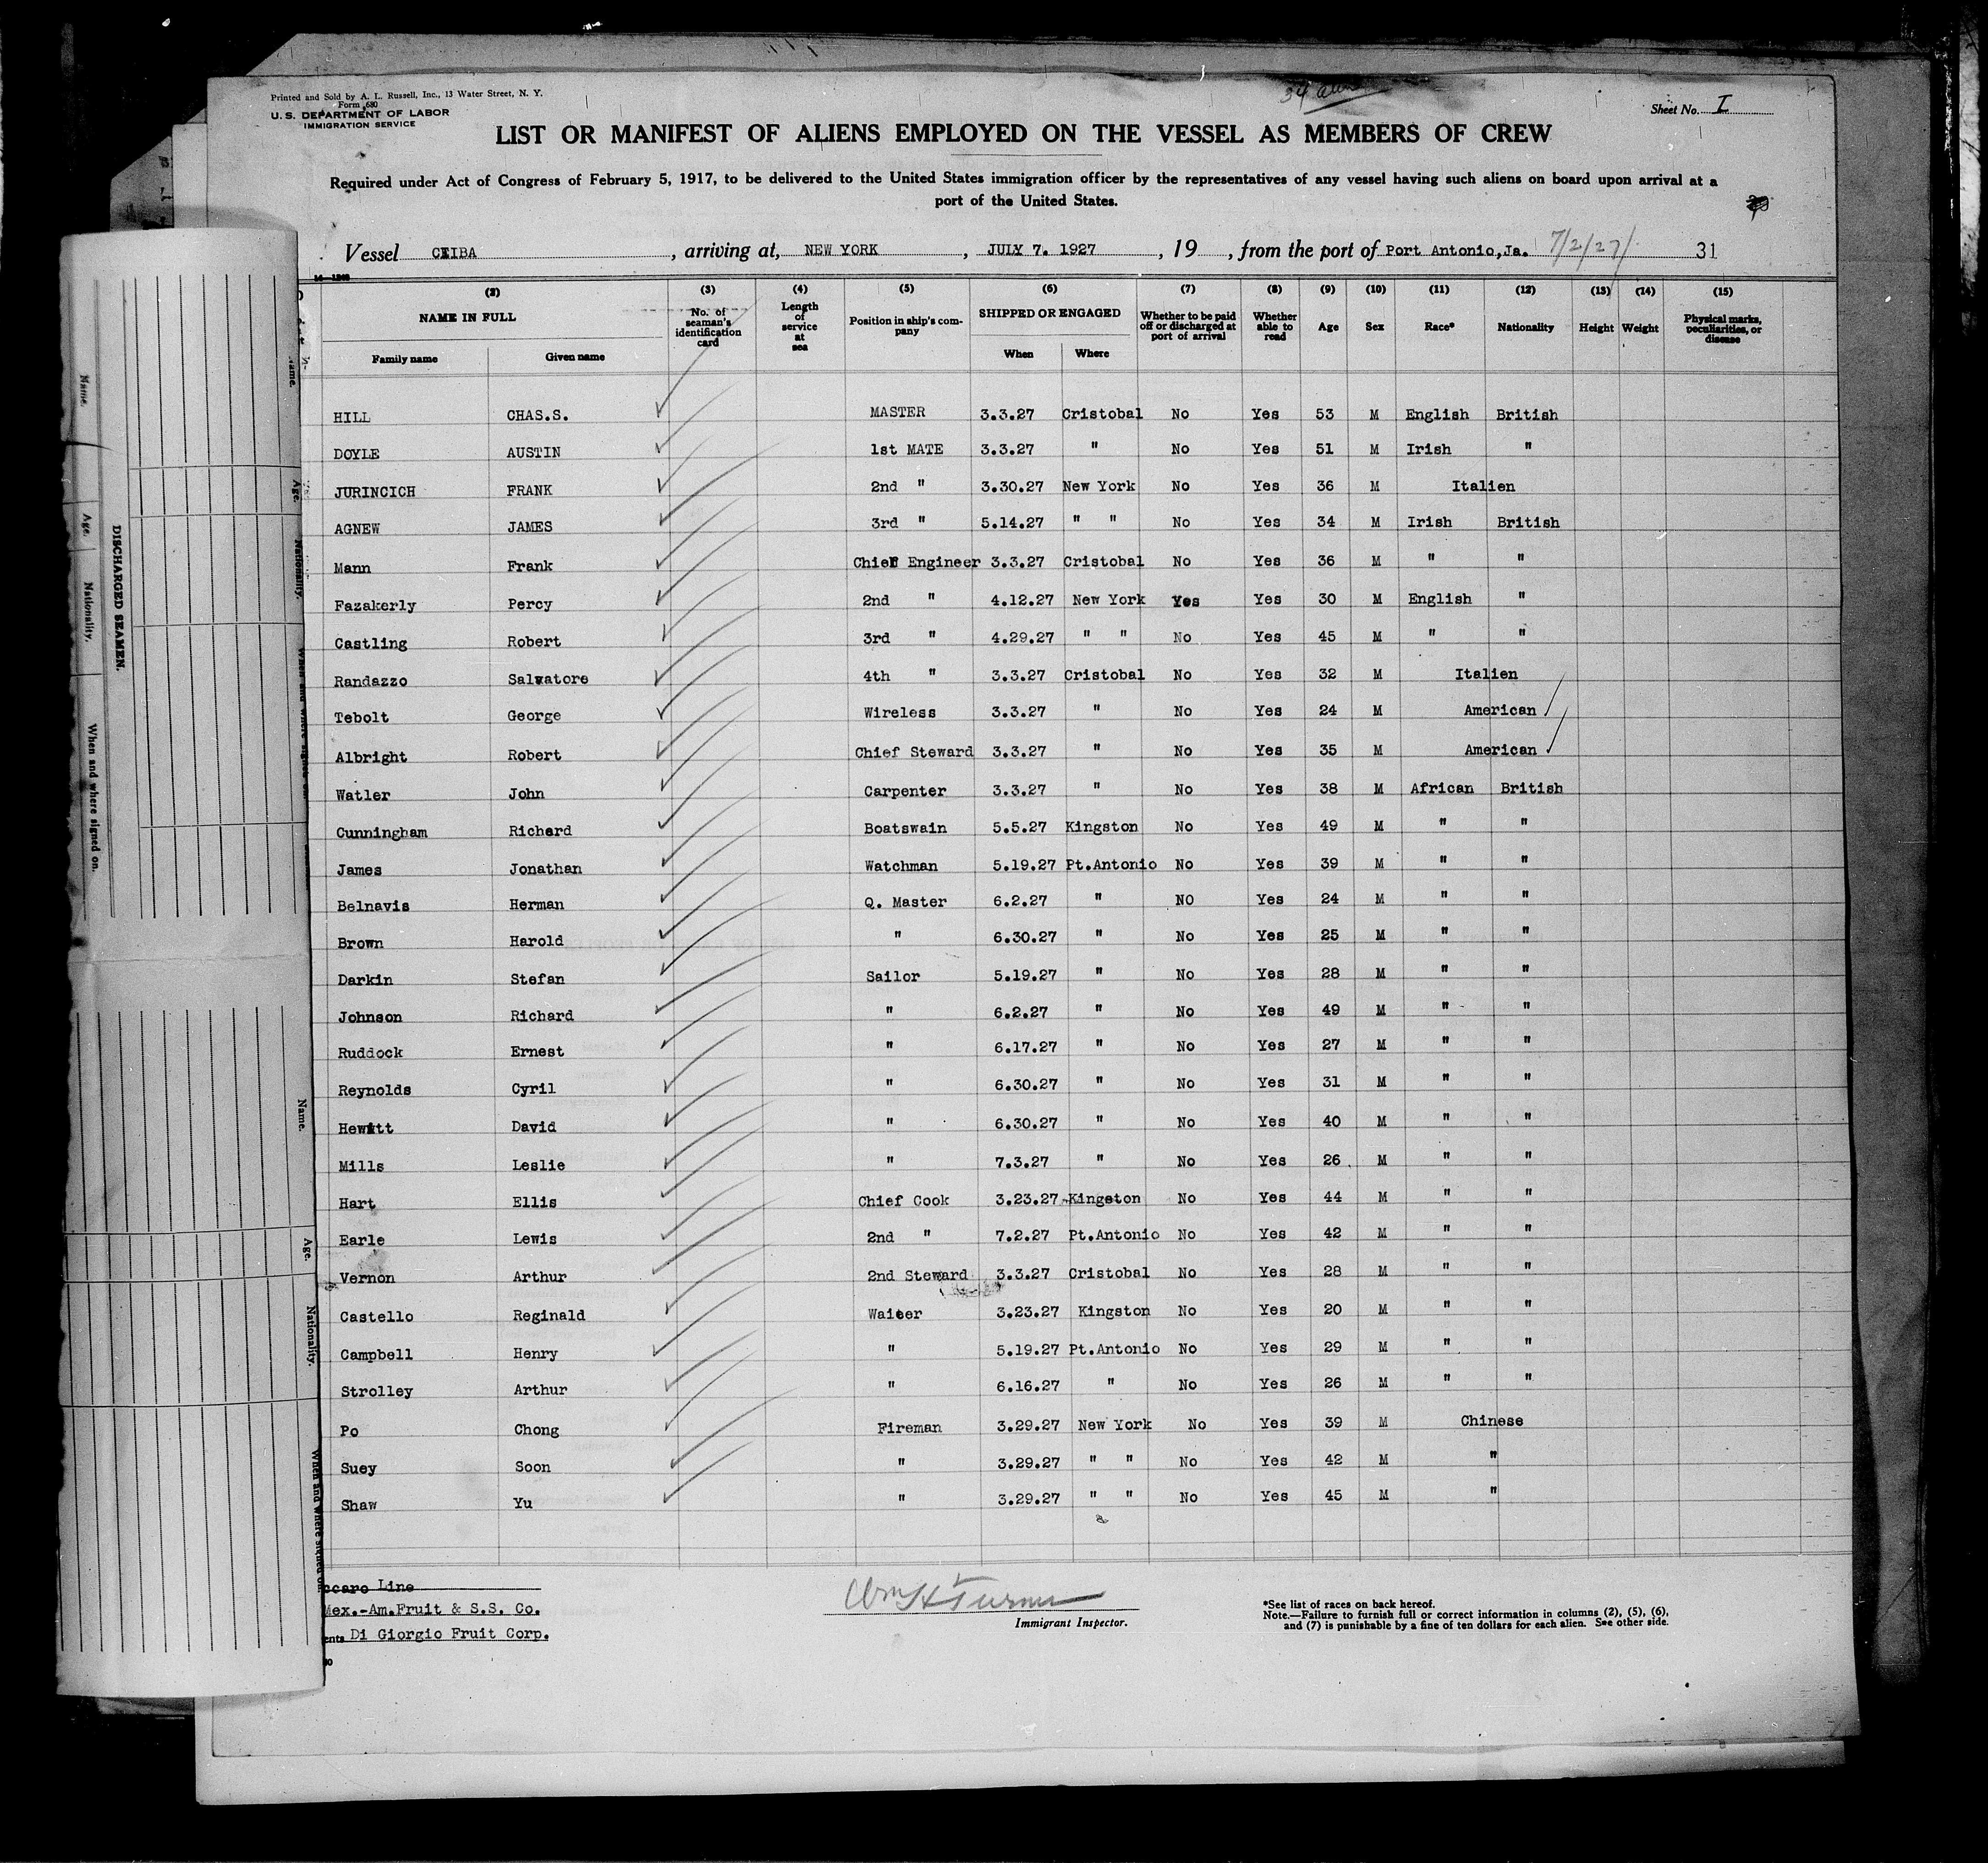 Printed and Sold by A. L. Russell, Inc., 13 Water Street, N. Y.
Form 680
U. S. DEPARTMENT OF LABOR
IMMIGRATION SERVICE
Sheet No. I
LIST OR MANIFEST OF ALIENS EMPLOYED ON THE VESSEL AS MEMBERS OF CREW
Required under Act of Congress of February 5, 1917, to be delivered to the United States immigration officer by the representatives of any vessel having such aliens on board upon arrival at a
port of the United States.
Vessel CEIBA , arriving at, NEW YORK , JULY 7. 1927 , 19 , from the port of Port Antonio,Ja. 7/2/27/ 31
(2) NAME IN FULL Family name Given name (3) No. of seaman's identification card (4) Length of service at sea (5) Position in ship's company (6) SHIPPED OR ENGAGED When Where (7) Whether to be paid off or discharged at port of arrival (8) Whether able to read (9) Age (10) Sex (11) Race* (12) Nationality (13) Height (14) Weight (15) Physical marks, peculiarities, or disease
HILL CHAS.S. MASTER 3.3.27 Cristobal No Yes 53 M English British
DOYLE AUSTIN 1st MATE 3.3.27 " No Yes 51 M Irish "
JURINCICH FRANK 2nd " 3.30.27 New York No Yes 36 M Italien
AGNEW JAMES 3rd " 5.14.27 " " No Yes 34 M Irish British
Mann Frank Chief Engineer 3.3.27 Cristobal No Yes 36 M " "
Fazakerly Percy 2nd " 4.12.27 New York Yes Yes 30 M English "
Castling Robert 3rd " 4.29.27 " " No Yes 45 M " "
Randazzo Salvatore 4th " 3.3.27 Cristobal No Yes 32 M Italien
Tebolt George Wireless 3.3.27 " No Yes 24 M American
Albright Robert Chief Steward 3.3.27 " No Yes 35 M American
Watler John Carpenter 3.3.27 " No Yes 38 M African British
Cunningham Richard Boatswain 5.5.27 Kingston No Yes 49 M " "
James Jonathan Watchman 5.19.27 Pt.Antonio No Yes 39 M " "
Belnavis Herman Q. Master 6.2.27 " NO Yes 24 M " "
Brown Harold " 6.30.27 " No Yes 25 M " "
Darkin Stefan Sailor 5.19.27 " No Yes 28 M " "
Johnson Richard " 6.2.27 " No Yes 49 M " "
Ruddock Ernest " 6.17.27 " No Yes 27 M " "
Reynolds Cyril " 6.30.27 " No Yes 31 M " "
Hewitt David " 6.30.27 " No Yes 40 M " "
Mills Leslie " 7.3.27 " No Yes 26 M " "
Hart Ellis Chief Cook 3.23.27 Kingston No Yes 44 M " "
Earle Lewis 2nd " 7.2.27 Pt.Antonio No Yes 42 M " "
Vernon Arthur 2nd Steward 3.3.27 Cristobal No Yes 28 M " "
Castello Reginald Waiter 3.23.27 Kingston No Yes 20 M " "
Campbell Henry " 5.19.27 Pt.Antonio No Yes 29 M " "
Strolley Arthur " 6.16.27 " No Yes 26 M " "
Po Chong Fireman 3.29.27 New York No Yes 39 M Chinese
Suey Soon " 3.29.27 " " No Yes 42 M "
Shaw Yu " 3.29.27 " " No Yes 45 M "
Line
Mex.-Am.Fruit & S.S. Co.
Di Giorgio Fruit Corp.
Wm H Turner
Immigrant Inspector.
*See list of races on back hereof.
Note.—Failure to furnish full or correct information in columns (2), (5), (6),
and (7) is punishable by a fine of ten dollars for each alien. See other side.
DISCHARGED SEAMEN.
Name.
Age.
Nationality.
When and where signed on.
Name.
Age.
Nationality.
When and where signed on.